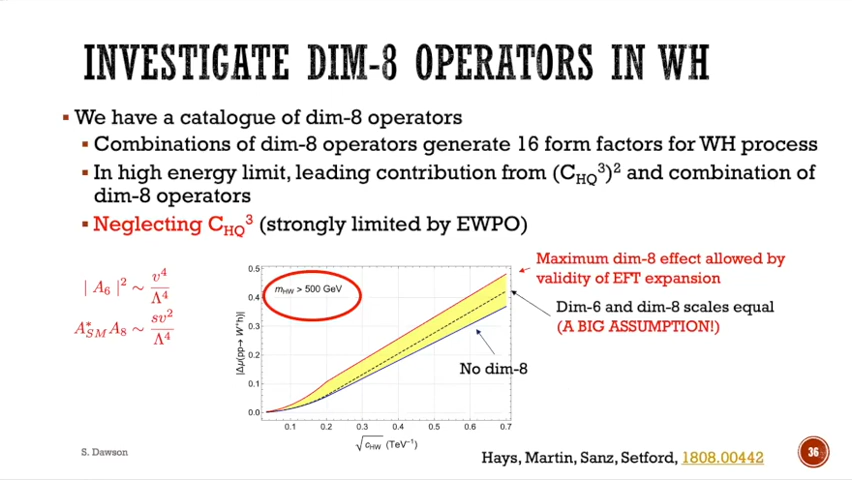 INVESTIGATE DIM-8 OPERATORS IN WH
▪ We have a catalogue of dim-8 operators
▪ Combinations of dim-8 operators generate 16 form factors for WH process
▪ In high energy limit, leading contribution from (C_HQ^3)^2 and combination of
dim-8 operators
▪ Neglecting C_HQ^3 (strongly limited by EWPO)
| A_6 |^2 ∼ v^4/Λ^4
A*_SM A_8 ∼ sv^2/Λ^4
m_HW > 500 GeV
|Δμ(pp→ W⁺h)|
0.5
0.4
0.3
0.2
0.1
0.0
0.1 0.2 0.3 0.4 0.5 0.6 0.7
√c_HW (TeV⁻¹)
Maximum dim-8 effect allowed by
validity of EFT expansion
Dim-6 and dim-8 scales equal
(A BIG ASSUMPTION!)
No dim-8
S. Dawson
Hays, Martin, Sanz, Setford, 1808.00442
36